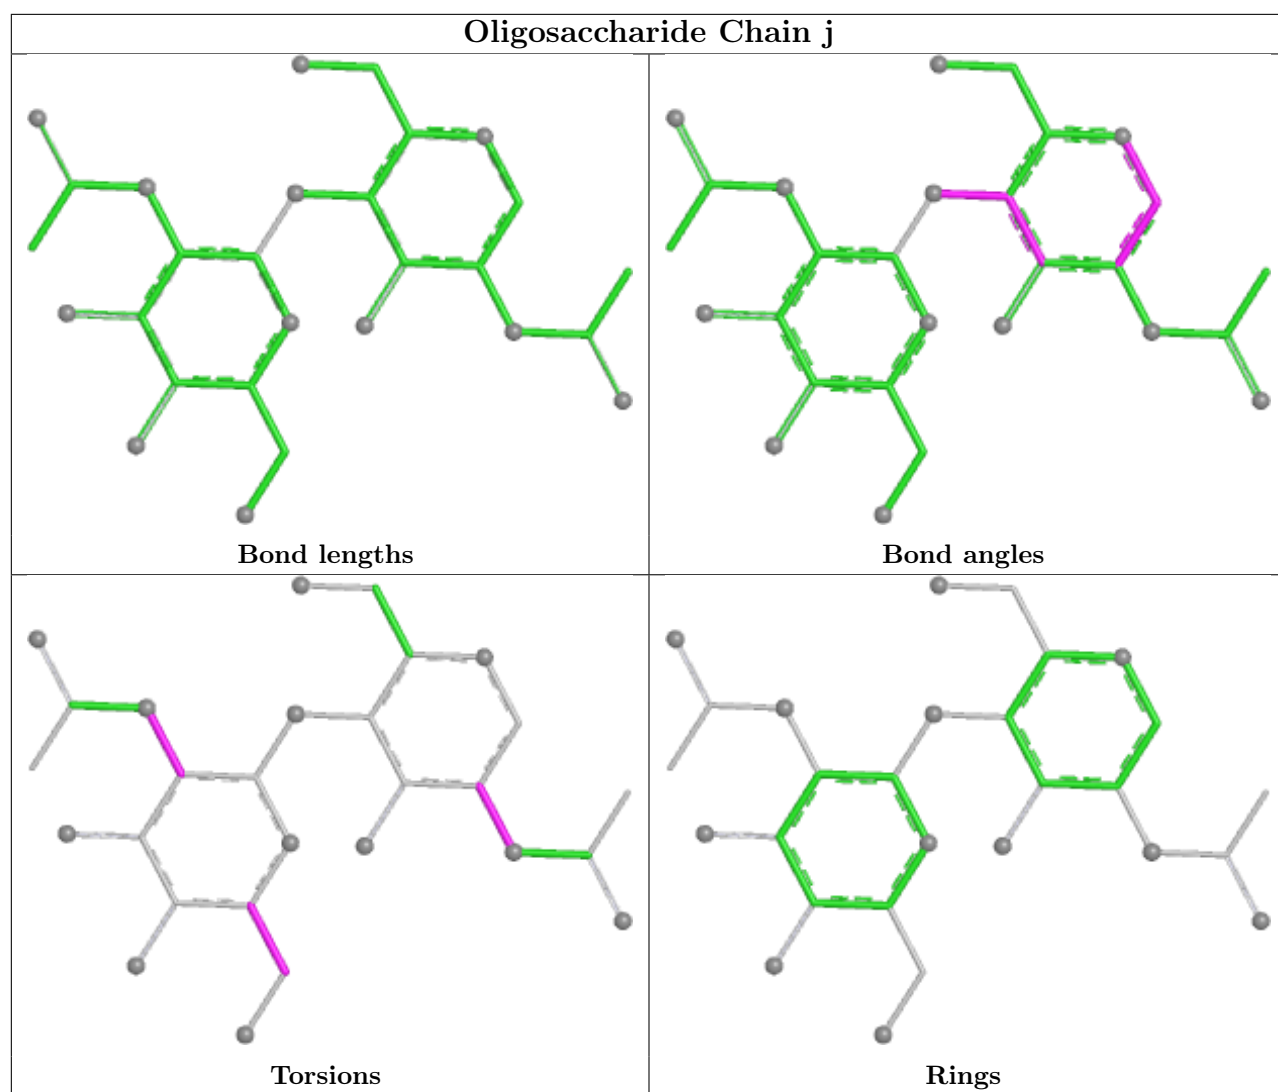 Oligosaccharide Chain j
Bond lengths
Bond angles
Torsions
Rings